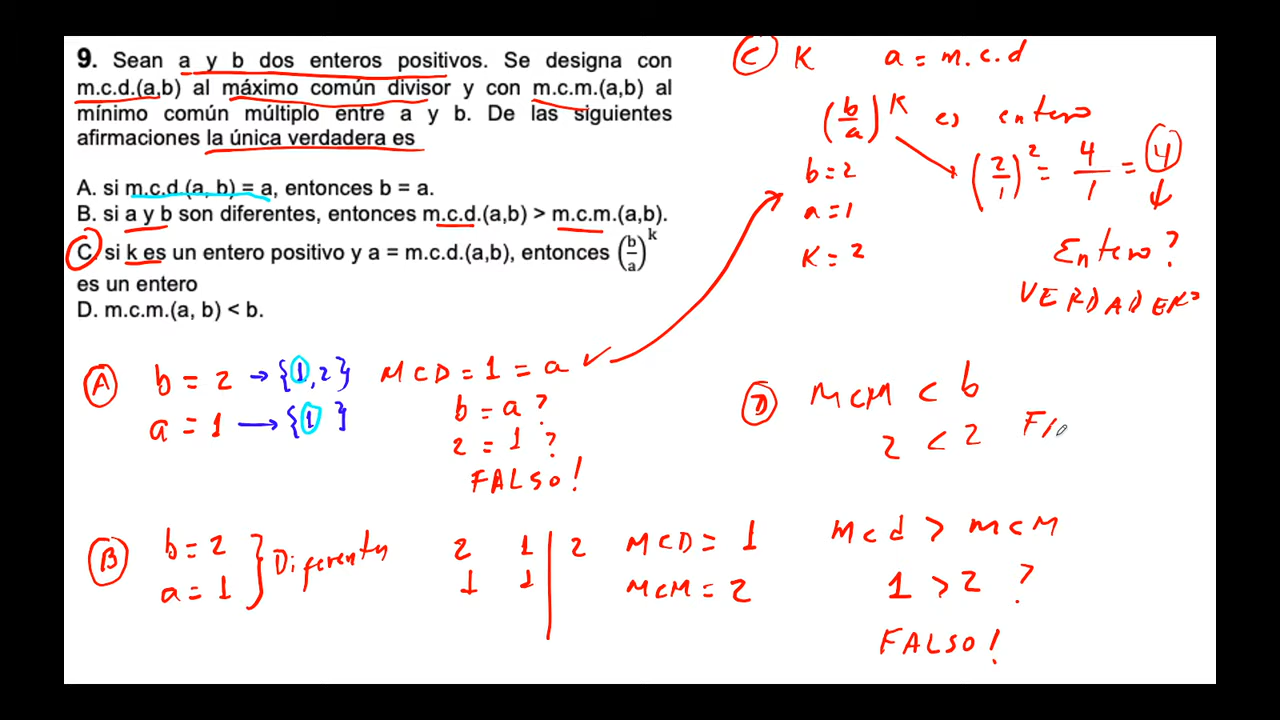 9. Sean a y b dos enteros positivos. Se designa con
m.c.d.(a,b) al máximo común divisor y con m.c.m.(a,b) al
mínimo común múltiplo entre a y b. De las siguientes
afirmaciones la única verdadera es
A. si m.c.d (a, b) = a, entonces b = a.
B. si a y b son diferentes, entonces m.c.d.(a,b) > m.c.m.(a,b).
C. si k es un entero positivo y a = m.c.d.(a,b), entonces (b/a)^k
es un entero
D. m.c.m.(a, b) < b.
C K a = m.c.d
(b/a)^K es entero
b = 2
a = 1
K = 2
(2/1)^2 = 4/1 = 4
Entero?
VERDADERO
A b = 2 → {1,2} MCD = 1 = a ✓
a = 1 → {1}
b = a?
2 = 1 ?
FALSO!
B b = 2
a = 1
Diferentes
2 1 | 2
1 1
MCD = 1
MCM = 2
mcd > mcM
1 > 2 ?
FALSO!
D MCM < b
2 < 2